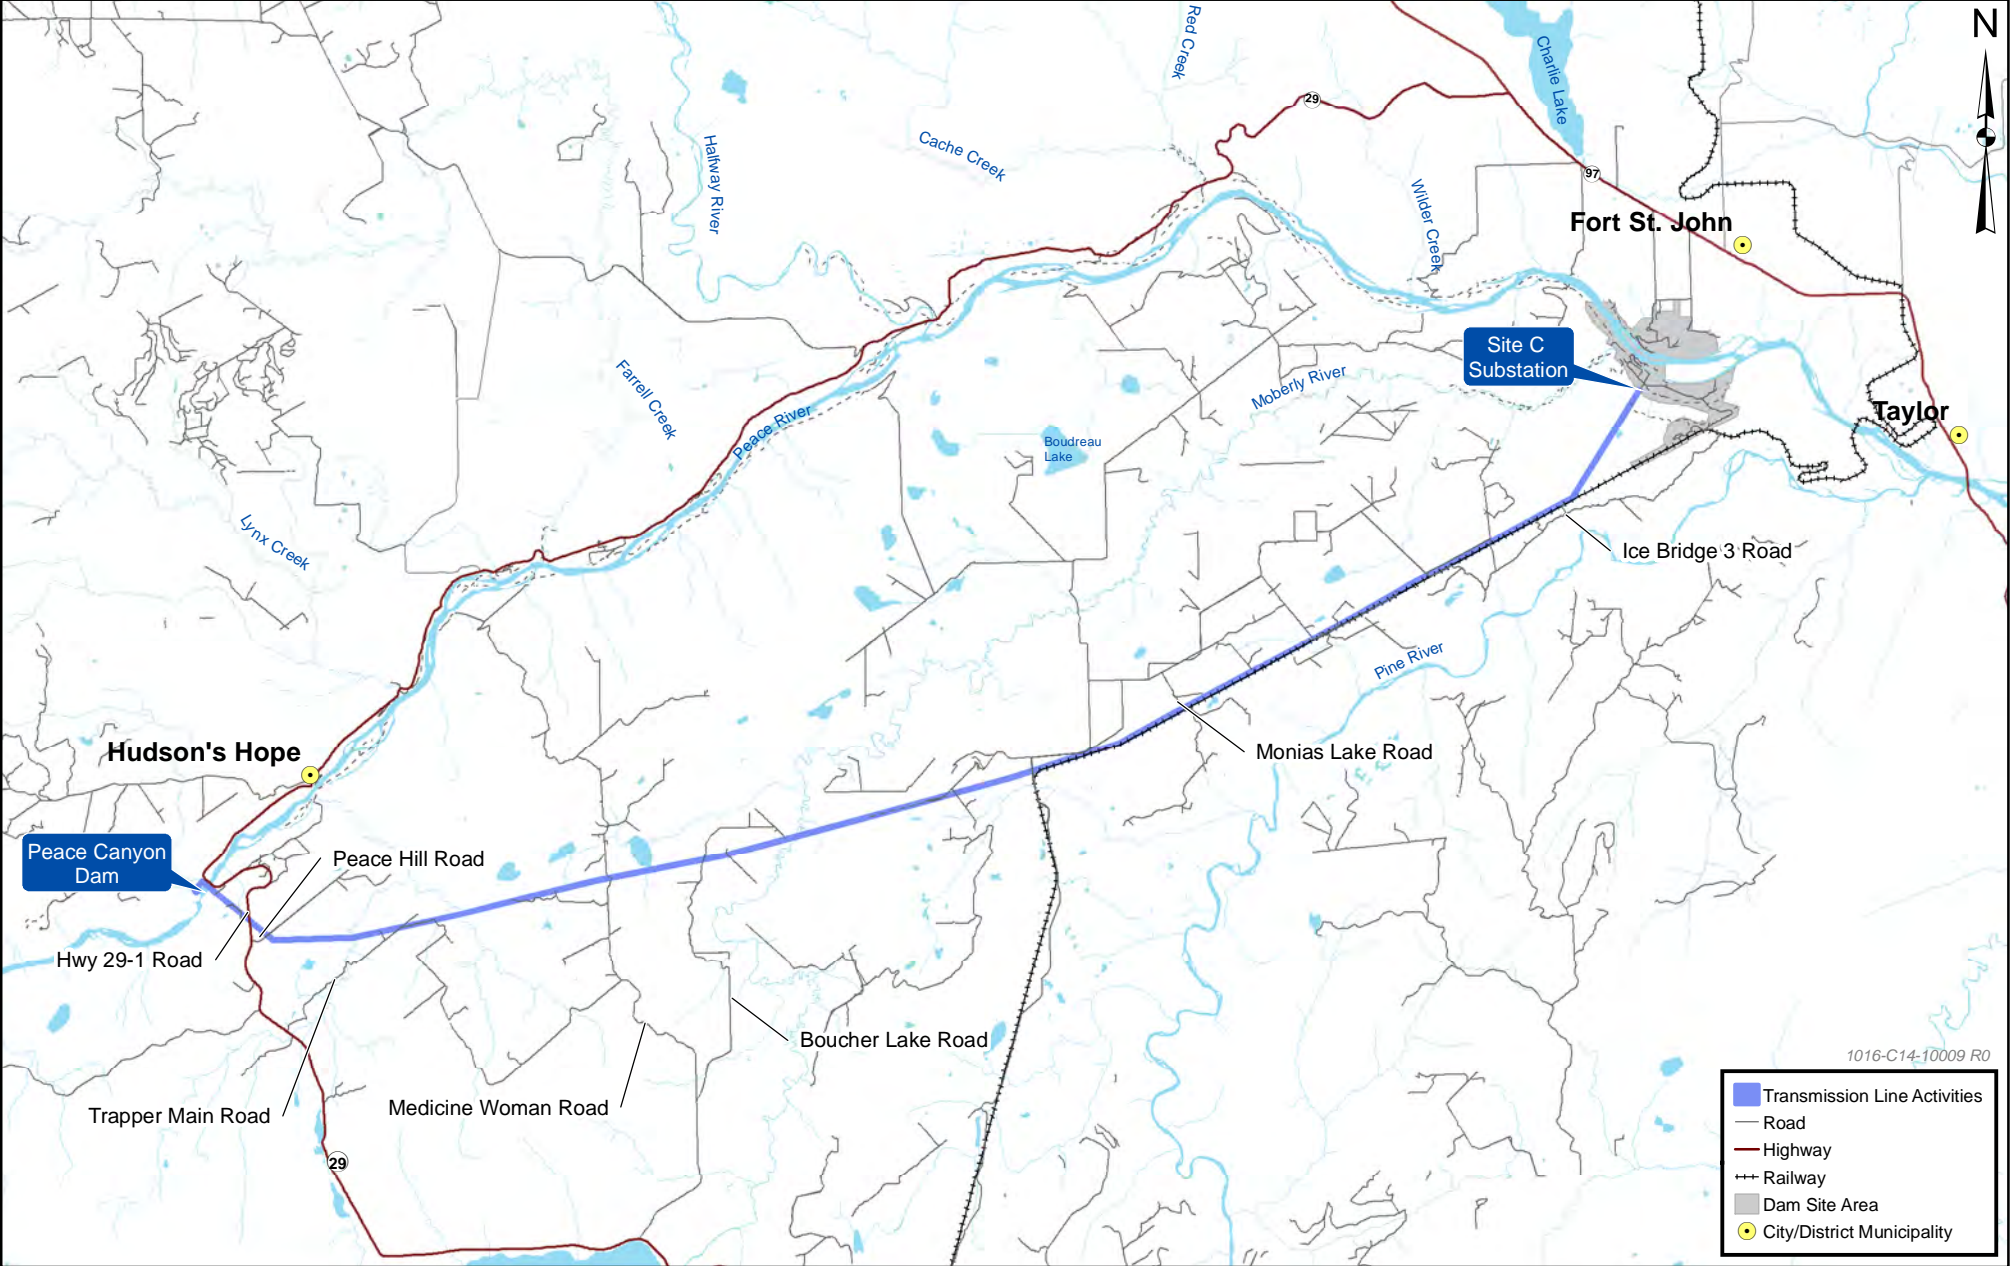 N
Red Creek
Charlie Lake
29
Halfway River
Cache Creek
97
Wilder Creek
Fort St. John
Site C
Substation
Farrell Creek
Moberly River
Peace River
Taylor
Boudreau
Lake
Lynx Creek
Ice Bridge 3 Road
Pine River
Hudson's Hope
Monias Lake Road
Peace Canyon
Dam
Peace Hill Road
Hwy 29-1 Road
Boucher Lake Road
Trapper Main Road
Medicine Woman Road
29
1016-C14-10009 R0
Transmission Line Activities
Road
Highway
Railway
Dam Site Area
City/District Municipality